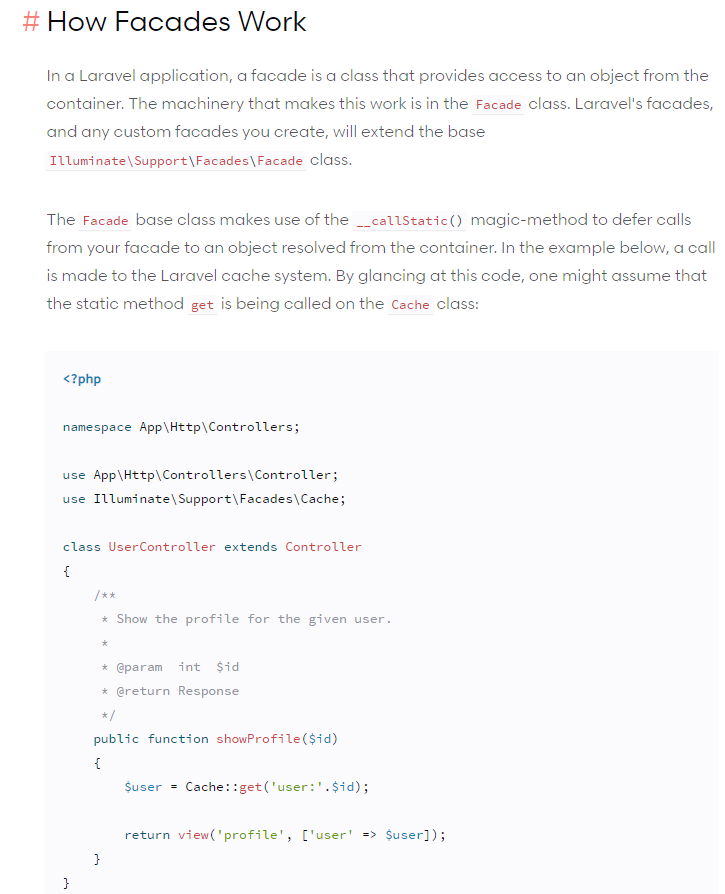 # How Facades Work
In a Laravel application, a facade is a class that provides access to an object from the
container. The machinery that makes this work is in the Facade class. Laravel's facades,
and any custom facades you create, will extend the base
Illuminate\Support\Facades\Facade class.
The Facade base class makes use of the __callStatic() magic-method to defer calls
from your facade to an object resolved from the container. In the example below, a call
is made to the Laravel cache system. By glancing at this code, one might assume that
the static method get is being called on the Cache class:
<?php
namespace App\Http\Controllers;
use App\Http\Controllers\Controller;
use Illuminate\Support\Facades\Cache;
class UserController extends Controller
{
    /**
     * Show the profile for the given user.
     *
     * @param  int  $id
     * @return Response
     */
    public function showProfile($id)
    {
        $user = Cache::get('user:'.$id);
        return view('profile', ['user' => $user]);
    }
}